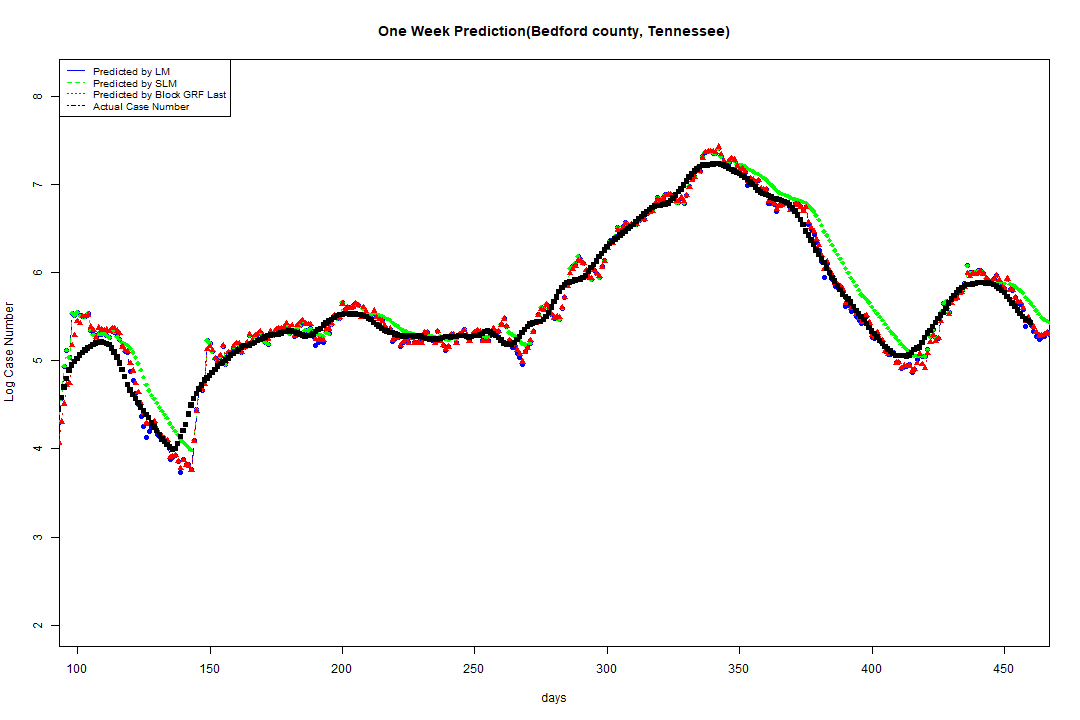 One Week Prediction(Bedford county, Tennessee)
Predicted by LM
Predicted by SLM
Predicted by Block GRF Last
Actual Case Number
8
7
6
5
4
3
2
Log Case Number
100 150 200 250 300 350 400 450
days